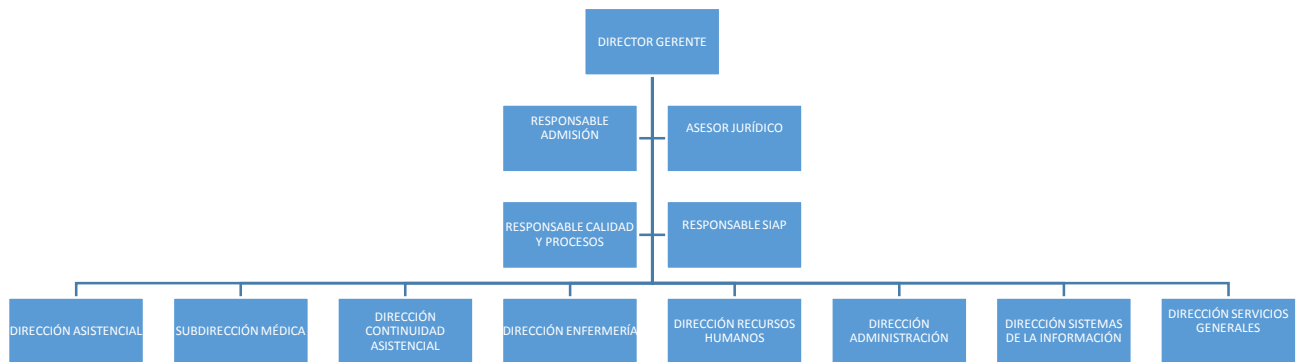 DIRECTOR GERENTE
RESPONSABLE
ADMISIÓN
ASESOR JURÍDICO
RESPONSABLE CALIDAD
Y PROCESOS
RESPONSABLE SIAP
DIRECCIÓN ASISTENCIAL
SUBDIRECCIÓN MÉDICA
DIRECCIÓN
CONTINUIDAD
ASISTENCIAL
DIRECCIÓN ENFERMERÍA
DIRECCIÓN RECURSOS
HUMANOS
DIRECCIÓN
ADMINISTRACIÓN
DIRECCIÓN SISTEMAS
DE LA INFORMACIÓN
DIRECCIÓN SERVICIOS
GENERALES